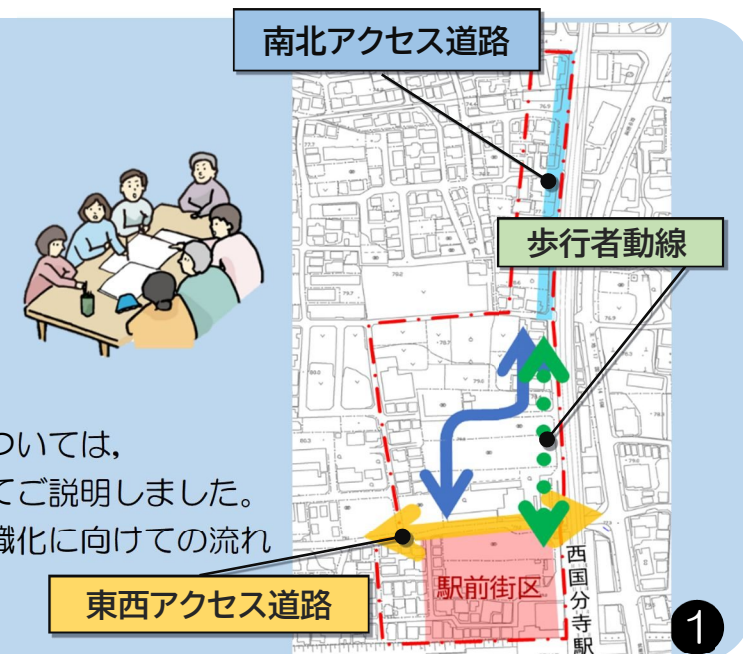 南北アクセス道路
歩行者動線
ついては,
てご説明しました。
織化に向けての流れ
東西アクセス道路
駅前街区
西国分寺駅
1